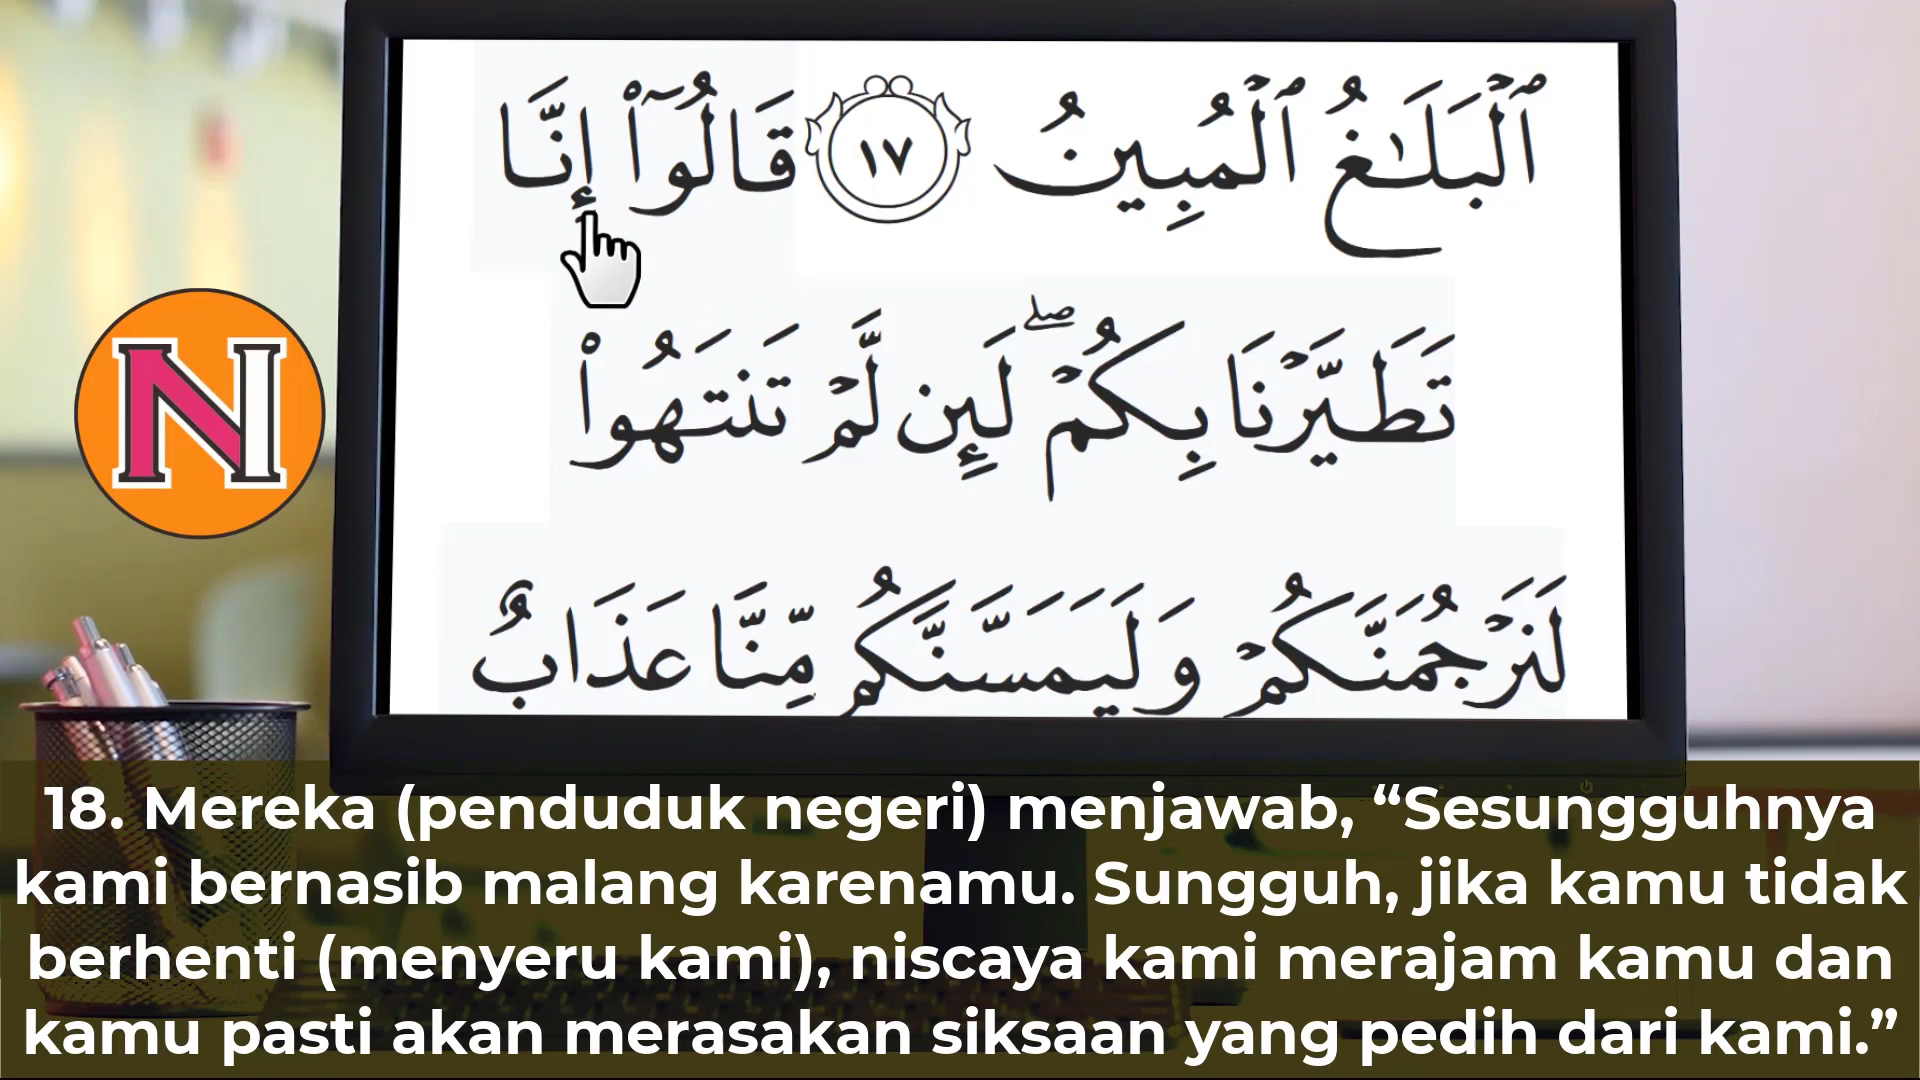 ٱلْبَلَـٰغُ ٱلْمُبِينُ ١٧ قَالُوٓا۟ إِنَّا
تَطَيَّرْنَا بِكُمْ ۖ لَئِن لَّمْ تَنتَهُوا۟
لَنَرْجُمَنَّكُمْ وَلَيَمَسَّنَّكُم مِّنَّا عَذَابٌ
N
18. Mereka (penduduk negeri) menjawab, “Sesungguhnya
kami bernasib malang karenamu. Sungguh, jika kamu tidak
berhenti (menyeru kami), niscaya kami merajam kamu dan
kamu pasti akan merasakan siksaan yang pedih dari kami.”